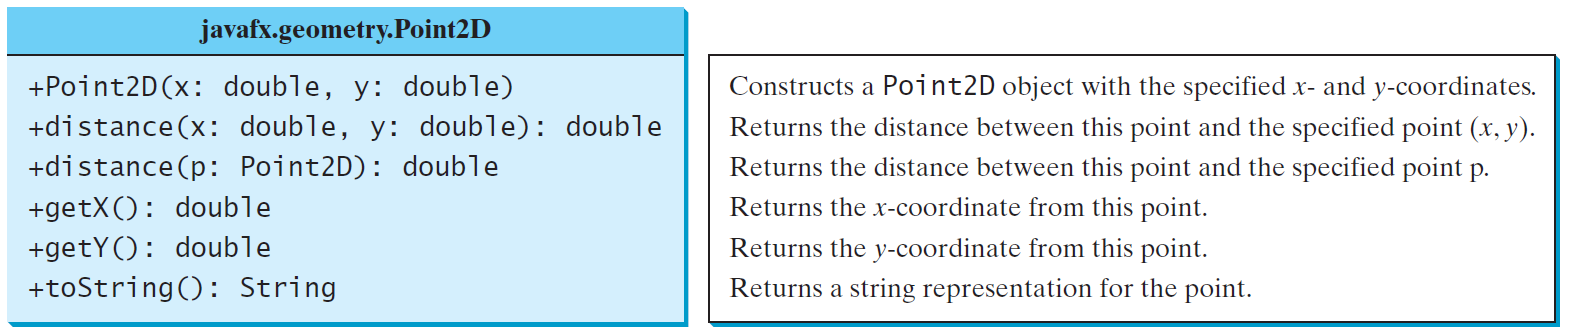 javafx.geometry.Point2D
+Point2D(x: double, y: double)
+distance(x: double, y: double): double
+distance(p: Point2D): double
+getX(): double
+getY(): double
+toString(): String
Constructs a Point2D object with the specified x- and y-coordinates.
Returns the distance between this point and the specified point (x, y).
Returns the distance between this point and the specified point p.
Returns the x-coordinate from this point.
Returns the y-coordinate from this point.
Returns a string representation for the point.